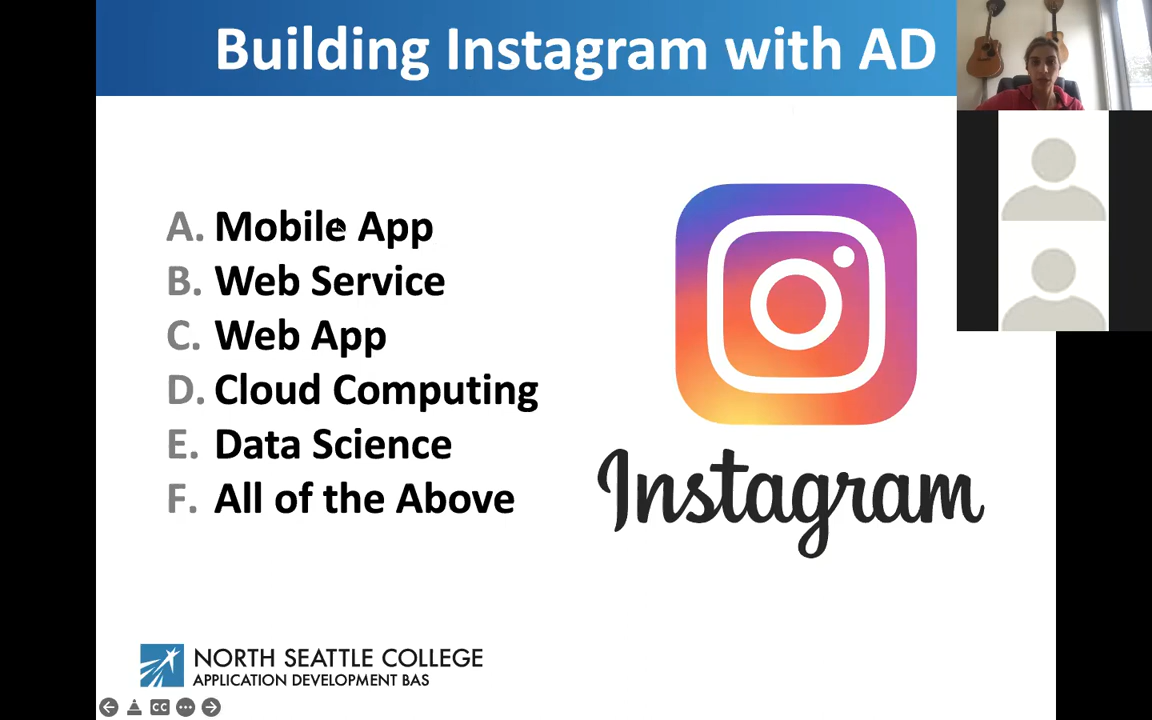 Building Instagram with AD
A. Mobile App
B. Web Service
C. Web App
D. Cloud Computing
E. Data Science
F. All of the Above
Instagram
NORTH SEATTLE COLLEGE
APPLICATION DEVELOPMENT BAS
CC